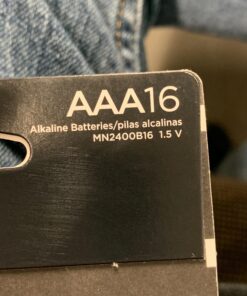 AAA16
Alkaline Batteries/pilas alcalinas
MN2400B16 1.5 V